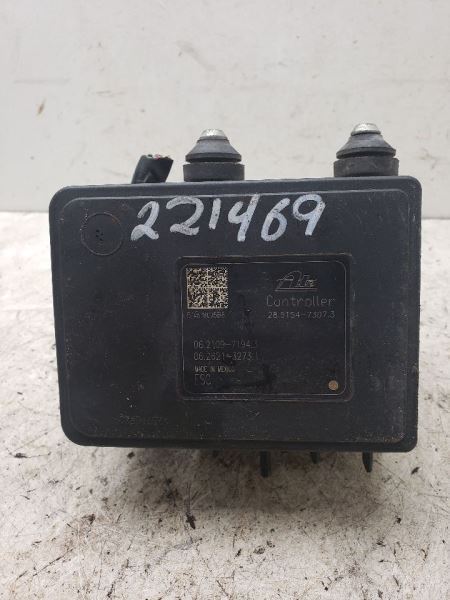 221469
Ate
Controller
28.5154-7307.3
06.2109-7194.3
06.2621-3273.1
MADE IN MEXICO
ESC